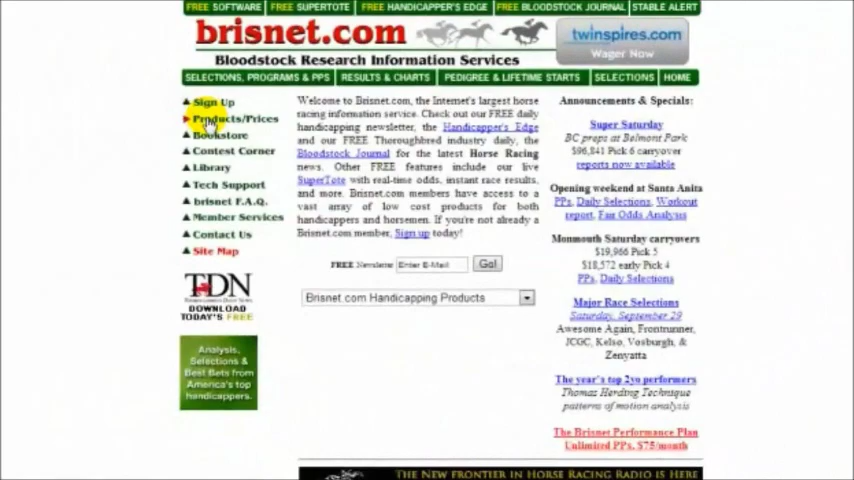 FREE SOFTWARE FREE SUPERTOTE FREE HANDICAPPER'S EDGE FREE BLOODSTOCK JOURNAL STABLE ALERT
brisnet.com
Bloodstock Research Information Services
twinspires.com
Wager Now
SELECTIONS, PROGRAMS & PPS RESULTS & CHARTS PEDIGREE & LIFETIME STARTS SELECTIONS HOME
Sign Up
Products/Prices
Bookstore
Contest Corner
Library
Tech Support
brisnet F.A.Q.
Member Services
Contact Us
Site Map
TDN
DOWNLOAD
TODAY'S FREE
Analysis,
Selections &
Best Bets from
America's top
handicappers.
Welcome to Brisnet.com, the Internet's largest horse
racing information service. Check out our FREE daily
handicapping newsletter, the Handicapper's Edge
and our FREE Thoroughbred industry daily, the
Bloodstock Journal for the latest Horse Racing
news. Other FREE features include our live
SuperTote with real-time odds, instant race results,
and more. Brisnet.com members have access to a
vast array of low cost products for both
handicappers and horsemen. If you're not already a
Brisnet.com member, Sign up today!
FREE Newsletter Enter E-Mail Go!
Brisnet.com Handicapping Products
Announcements & Specials
Super Saturday
BC preps at Belmont Park
$96,841 Pick 6 carryover
reports now available
Opening weekend at Santa Anita
PPs, Daily Selections, Workout
report, Fair Odds Analysis
Monmouth Saturday carryovers
$19,966 Pick 5
$18,572 early Pick 4
PPs, Daily Selections
Major Race Selections
Saturday, September 29
Awesome Again, Frontrunner,
JCGC, Kelso, Vosburgh, &
Zenyatta
The year's top 2yo performers
Thomas Herding Technique
patterns of motion analysis
The Brisnet Performance Plan
Unlimited PPs, $75/month
THE NEW FRONTIER IN HORSE RACING RADIO IS HERE